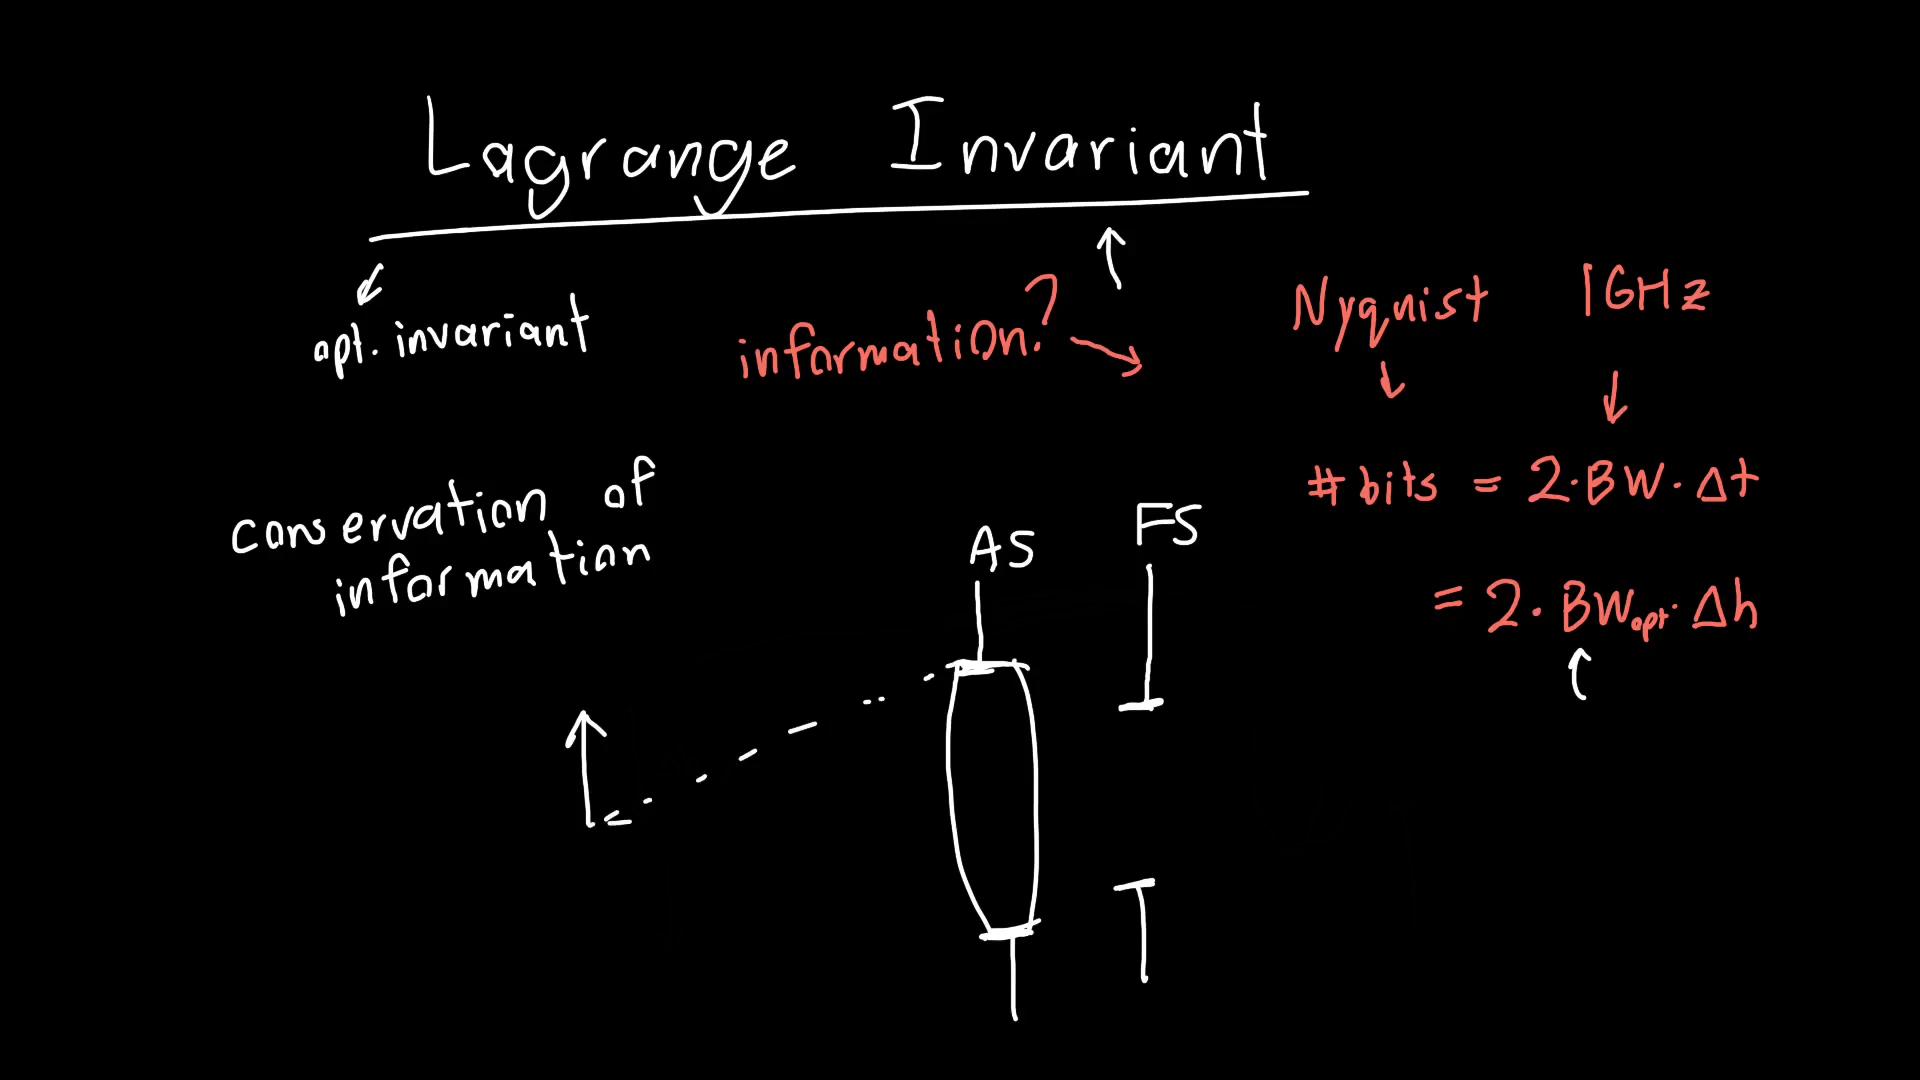 Lagrange Invariant
opt. invariant
information?
Nyquist 1GHz
# bits = 2·BW·Δt
= 2·BWopt·Δh
conservation of
information
AS
FS